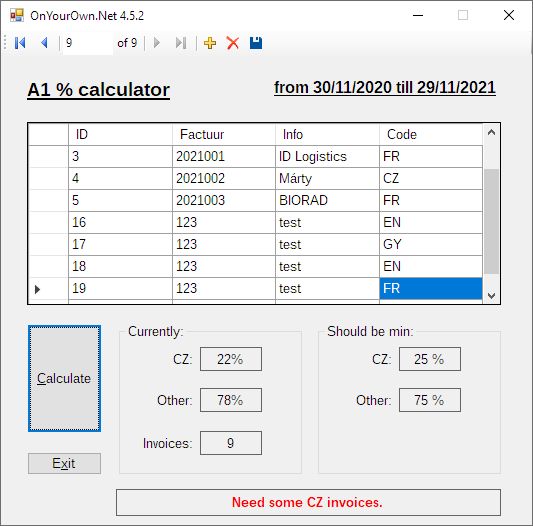 OnYourOwn.Net 4.5.2
9 of 9
A1 % calculator
from 30/11/2020 till 29/11/2021
ID Factuur Info Code
3 2021001 ID Logistics FR
4 2021002 Márty CZ
5 2021003 BIORAD FR
16 123 test EN
17 123 test GY
18 123 test EN
19 123 test FR
Calculate
Exit
Currently:
CZ: 22%
Other: 78%
Invoices: 9
Should be min:
CZ: 25 %
Other: 75 %
Need some CZ invoices.